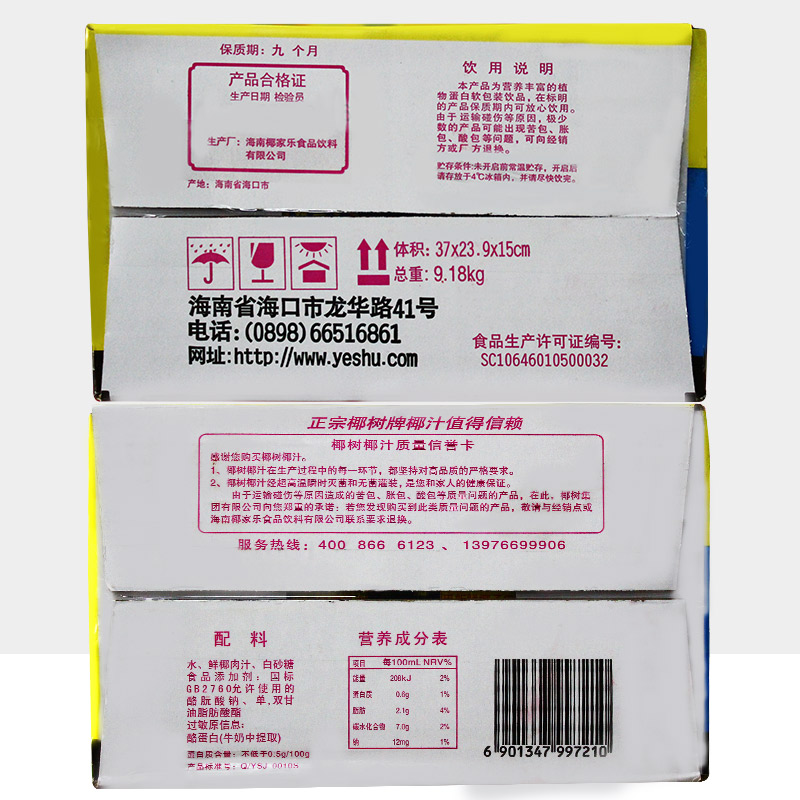 保质期：九 个月
产品合格证
生产日期 检验员
生产厂：海南椰家乐食品饮料
有限公司
产地：海南省海口市
饮 用 说 明
本产品为营养丰富的植
物蛋白软包装饮品，在标明
的产品保质期内可放心饮用。
由于运输碰伤等原因，极少
数的产品可能出现苦包、胀
包、酸包等问题，可向经销
方或厂方退换。
贮存条件:未开启前常温贮存，开启后
请存放于4℃冰箱内，并请尽快饮完。
体积：37x23.9x15cm
总重：9.18kg
海南省海口市龙华路41号
电话:(0898)66516861
网址:http://www.yeshu.com
食品生产许可证编号：
SC10646010500032
正宗椰树牌椰汁值得信赖
椰树椰汁质量信誉卡
感谢您购买椰树椰汁。
1、椰树椰汁在生产过程中的每一环节，都坚持对高品质的严格要求。
2、椰树椰汁经超高温瞬时灭菌和无菌灌装，是您和家人的健康保证。
由于运输碰伤等原因造成的苦包、胀包、酸包等质量问题的产品，在此，椰树集
团有限公司向您郑重的承诺：若您发现购买到此类质量问题的产品，敬请与经销点或
海南椰家乐食品饮料有限公司联系要求退换。
服务热线：400 866 6123 、 13976699906
配 料
水、鲜椰肉汁、白砂糖
食品添加剂：国标
GB2760允许使用的
酪朊酸钠、单,双甘
油脂肪酸酯
过敏原信息：
酪蛋白(牛奶中提取)
蛋白质含量：不低于0.5g/100g
产品标准号：Q/YSJ 0010S
营养成分表
项目 每100mL NRV%
能量 206kJ 2%
蛋白质 0.6g 1%
脂肪 2.1g 4%
碳水化合物 7.0g 2%
钠 12mg 1%
6 901347 997210